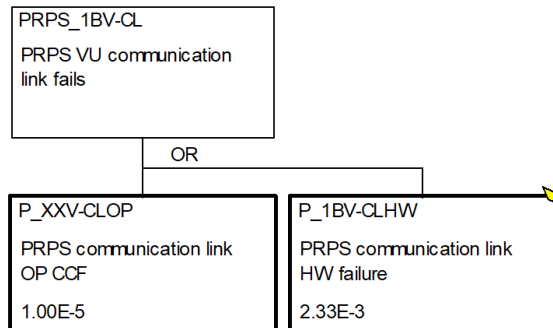 PRPS_1BV-CL
PRPS VU communication
link fails
OR
P_XXV-CLOP
PRPS communication link
OP CCF
1.00E-5
P_1BV-CLHW
PRPS communication link
HW failure
2.33E-3